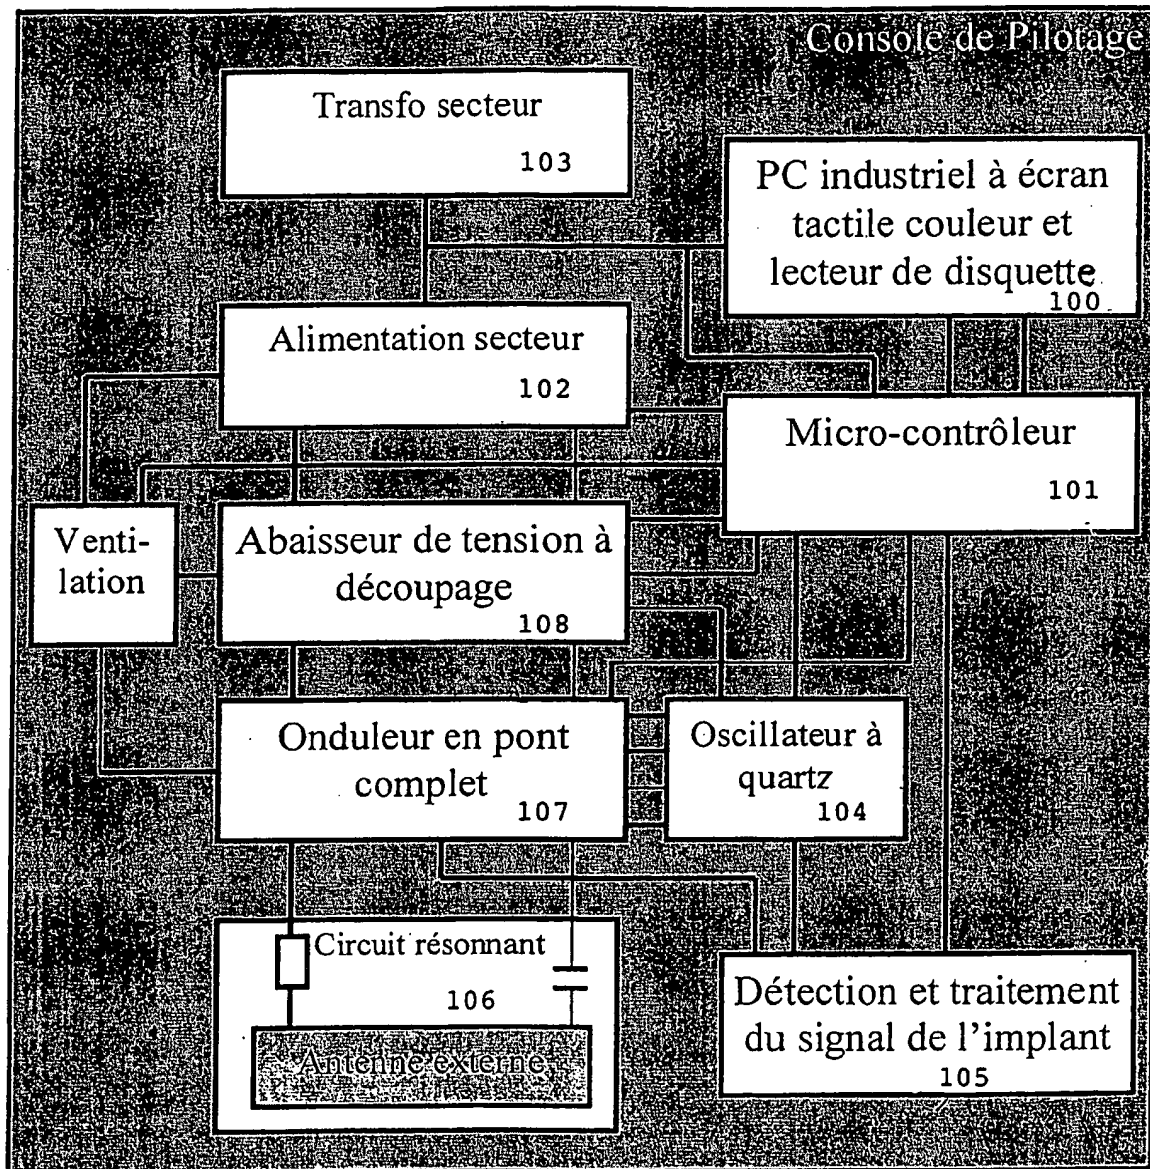 Console de Pilotage
Transfo secteur
103
PC industriel à écran
tactile couleur et
lecteur de disquette
100
Alimentation secteur
102
Micro-contrôleur
101
Venti-
lation
Abaisseur de tension à
découpage
108
Onduleur en pont
complet
107
Oscillateur à
quartz
104
Circuit résonnant
106
Antenne externe
Détection et traitement
du signal de l'implant
105